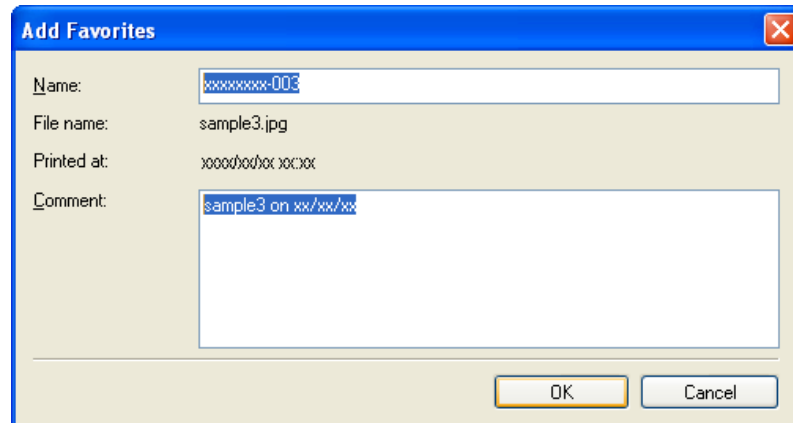 Add Favorites
Name: xxxxxxxx-003
File name: sample3.jpg
Printed at: xxxx/xx/xx xx:xx
Comment: sample3 on xx/xx/xx
OK Cancel